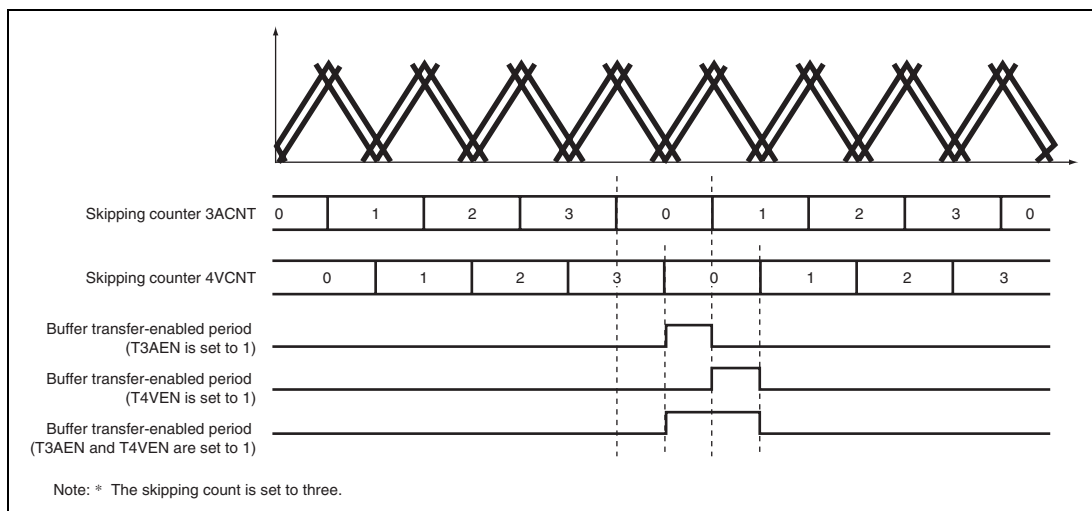 Skipping counter 3ACNT 0 1 2 3 0 1 2 3 0
Skipping counter 4VCNT 0 1 2 3 0 1 2 3
Buffer transfer-enabled period
(T3AEN is set to 1)
Buffer transfer-enabled period
(T4VEN is set to 1)
Buffer transfer-enabled period
(T3AEN and T4VEN are set to 1)
Note: * The skipping count is set to three.